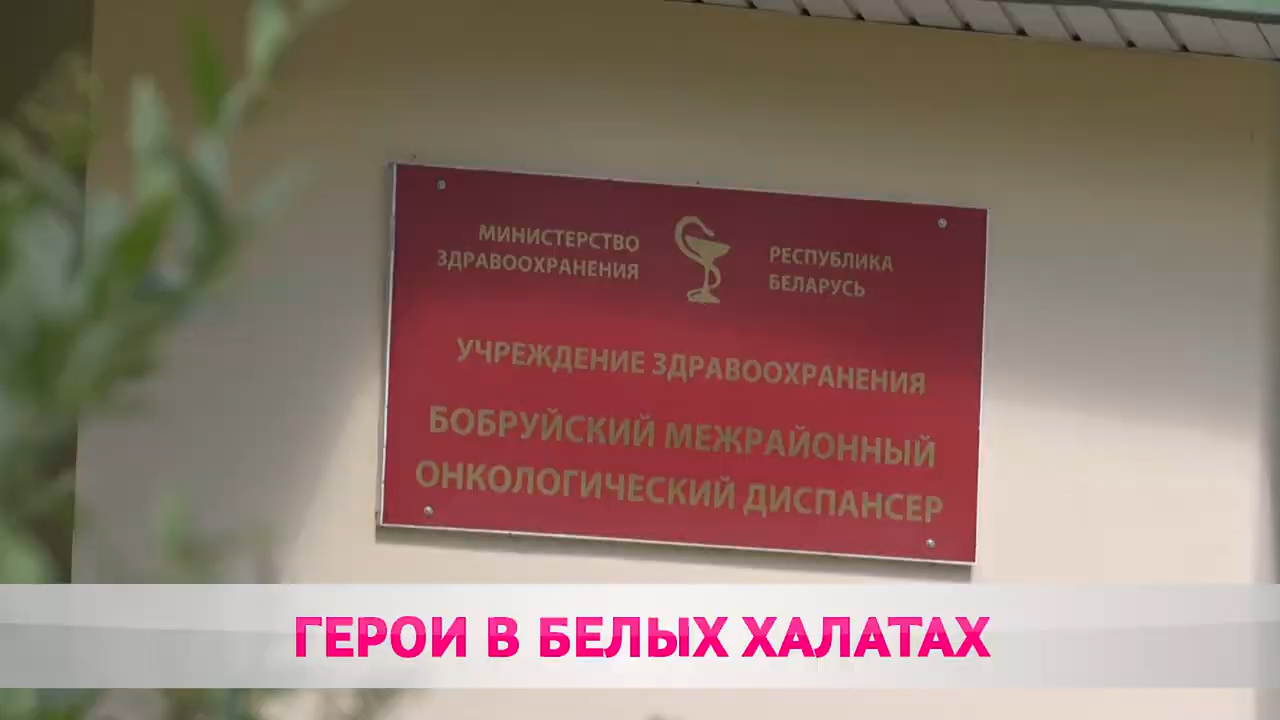 МИНИСТЕРСТВО
ЗДРАВООХРАНЕНИЯ
РЕСПУБЛИКА
БЕЛАРУСЬ
УЧРЕЖДЕНИЕ ЗДРАВООХРАНЕНИЯ
БОБРУЙСКИЙ МЕЖРАЙОННЫЙ
ОНКОЛОГИЧЕСКИЙ ДИСПАНСЕР
ГЕРОИ В БЕЛЫХ ХАЛАТАХ